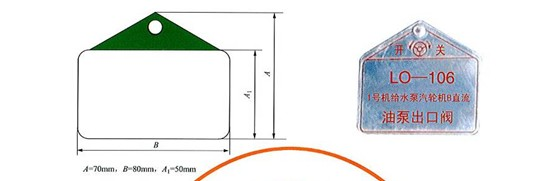 A
A₁
B
A=70mm, B=80mm, A₁=50mm
开 关
LO—106
1号机给水泵汽轮机B直流
油泵出口阀